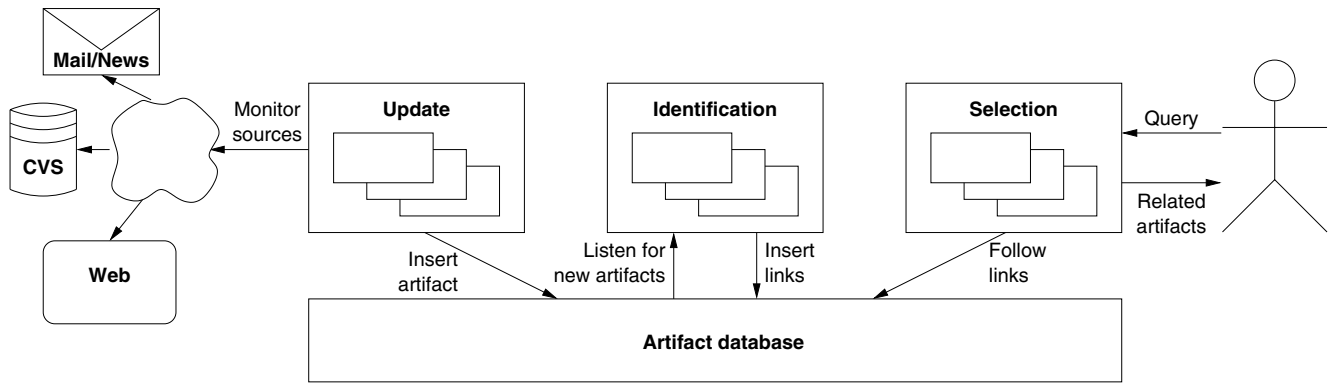 Mail/News
CVS
Web
Monitor
sources
Update
Identification
Selection
Query
Related
artifacts
Insert
artifact
Listen for
new artifacts
Insert
links
Follow
links
Artifact database